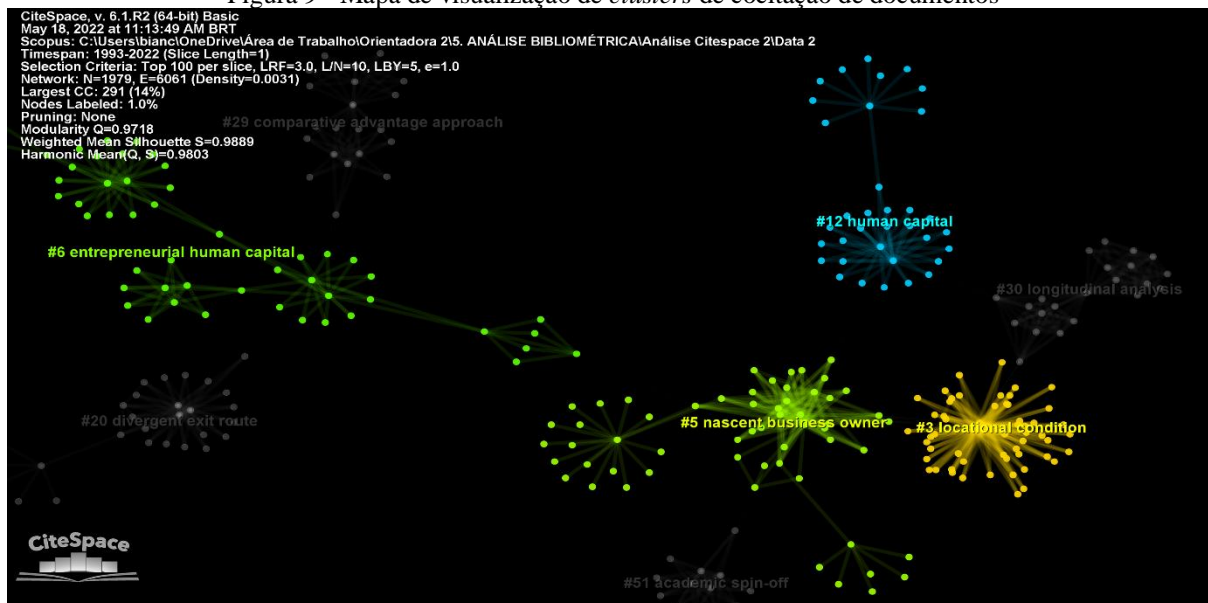 Figura 9 - Mapa de visualização de clusters de cocitação de documentos
CiteSpace, v. 6.1.R2 (64-bit) Basic
May 18, 2022 at 11:13:49 AM BRT
Scopus: C:\Users\bianc\OneDrive\Área de Trabalho\Orientadora 2\5. ANÁLISE BIBLIOMÉTRICA\Análise Citespace 2\Data 2
Timespan: 1993-2022 (Slice Length=1)
Selection Criteria: Top 100 per slice, LRF=3.0, L/N=10, LBY=5, e=1.0
Network: N=1979, E=6061 (Density=0.0031)
Largest CC: 291 (14%)
Nodes Labeled: 1.0%
Pruning: None
Modularity Q=0.9718
Weighted Mean Silhouette S=0.9889
Harmonic Mean(Q, S)=0.9803
#29 comparative advantage approach
#12 human capital
#6 entrepreneurial human capital
#30 longitudinal analysis
#20 divergent exit route
#5 nascent business owner
#3 locational condition
CiteSpace
#51 academic spin-off